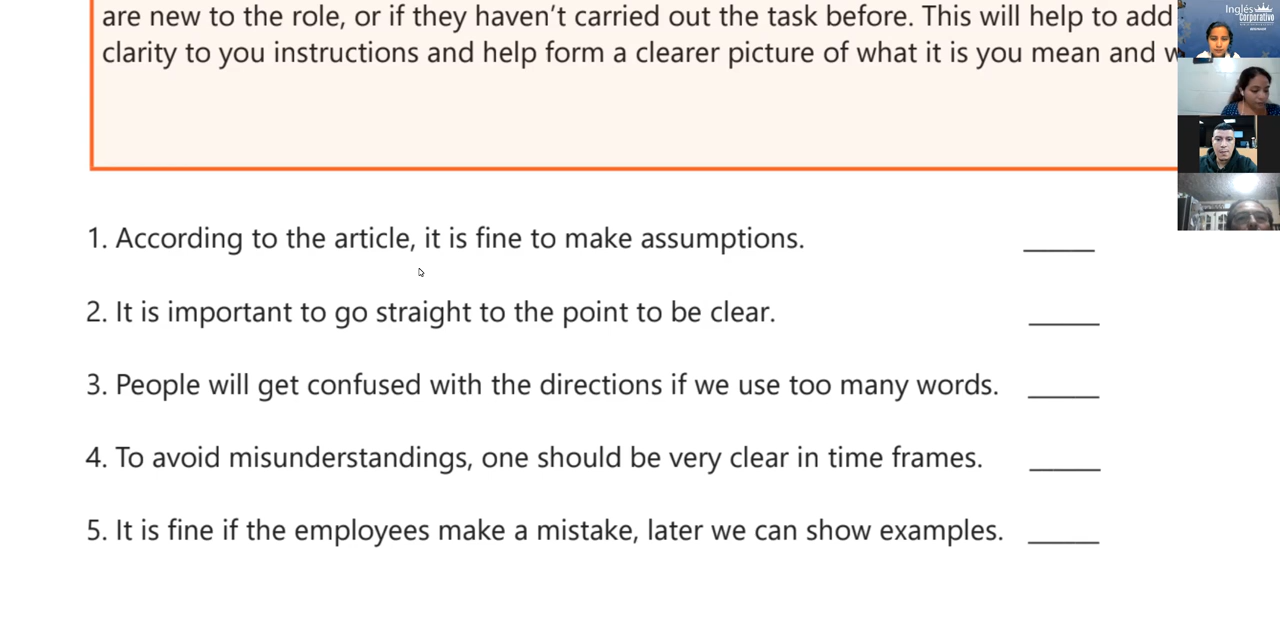 are new to the role, or if they haven't carried out the task before. This will help to add
clarity to you instructions and help form a clearer picture of what it is you mean and
1. According to the article, it is fine to make assumptions. _____
2. It is important to go straight to the point to be clear. _____
3. People will get confused with the directions if we use too many words. _____
4. To avoid misunderstandings, one should be very clear in time frames. _____
5. It is fine if the employees make a mistake, later we can show examples. _____
Inglés
Corporativo